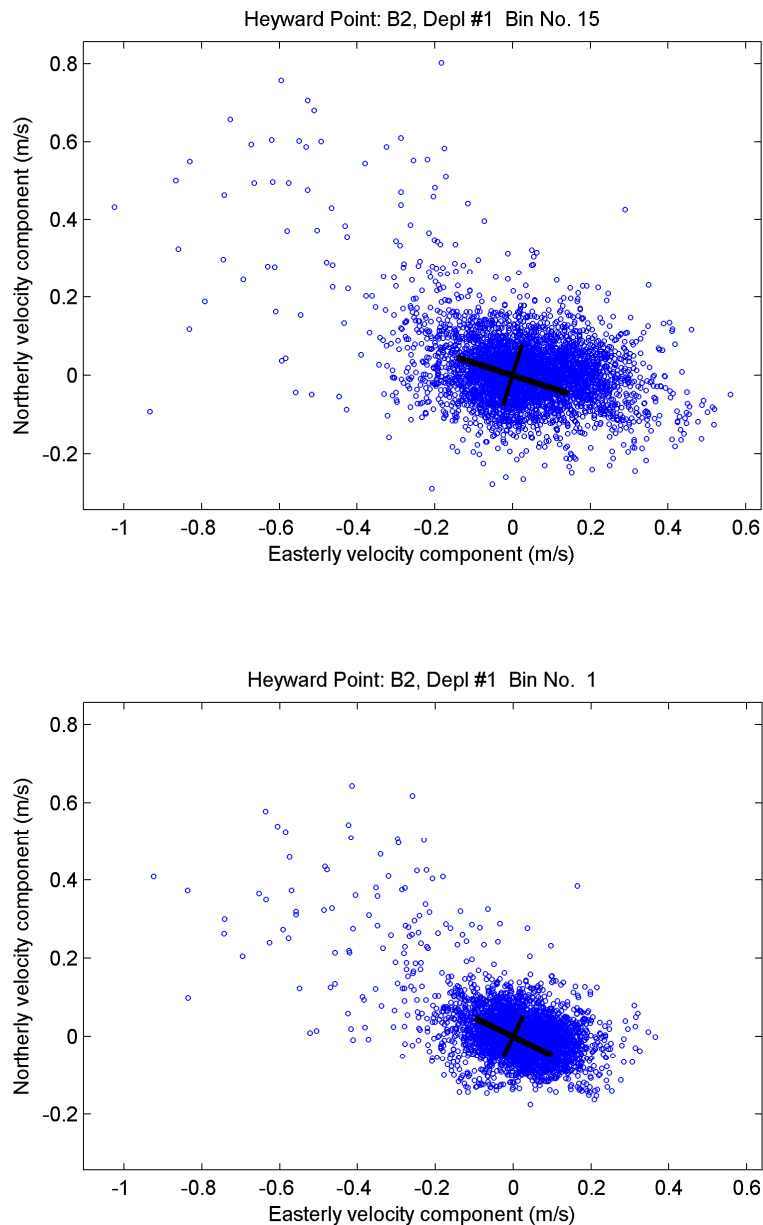 Heyward Point: B2, Depl #1 Bin No. 15
Northerly velocity component (m/s)
0.8
0.6
0.4
0.2
0
-0.2
-1 -0.8 -0.6 -0.4 -0.2 0 0.2 0.4 0.6
Easterly velocity component (m/s)
Heyward Point: B2, Depl #1 Bin No. 1
Northerly velocity component (m/s)
0.8
0.6
0.4
0.2
0
-0.2
-1 -0.8 -0.6 -0.4 -0.2 0 0.2 0.4 0.6
Easterly velocity component (m/s)